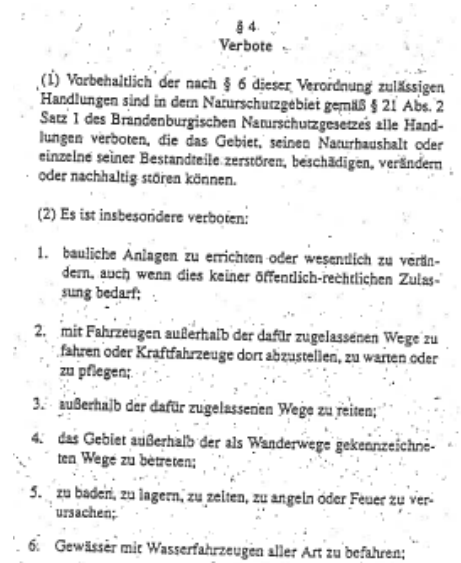 § 4
Verbote
(1) Vorbehaltlich der nach § 6 dieser Verordnung zulässigen
Handlungen sind in dem Naturschutzgebiet gemäß § 21 Abs. 2
Satz 1 des Brandenburgischen Naturschutzgesetzes alle Hand-
lungen verboten, die das Gebiet, seinen Naturhaushalt oder
einzelne seiner Bestandteile zerstören, beschädigen, verändern
oder nachhaltig stören können.
(2) Es ist insbesondere verboten:
1. bauliche Anlagen zu errichten oder wesentlich zu verän-
dern, auch wenn dies keiner öffentlich-rechtlichen Zulas-
sung bedarf;
2. mit Fahrzeugen außerhalb der dafür zugelassenen Wege zu
fahren oder Kraftfahrzeuge dort abzustellen, zu warten oder
zu pflegen;
3. außerhalb der dafür zugelassenen Wege zu reiten;
4. das Gebiet außerhalb der als Wanderwege gekennzeichne-
ten Wege zu betreten;
5. zu baden, zu lagern, zu zelten, zu angeln oder Feuer zu ver-
ursachen;
6. Gewässer mit Wasserfahrzeugen aller Art zu befahren;